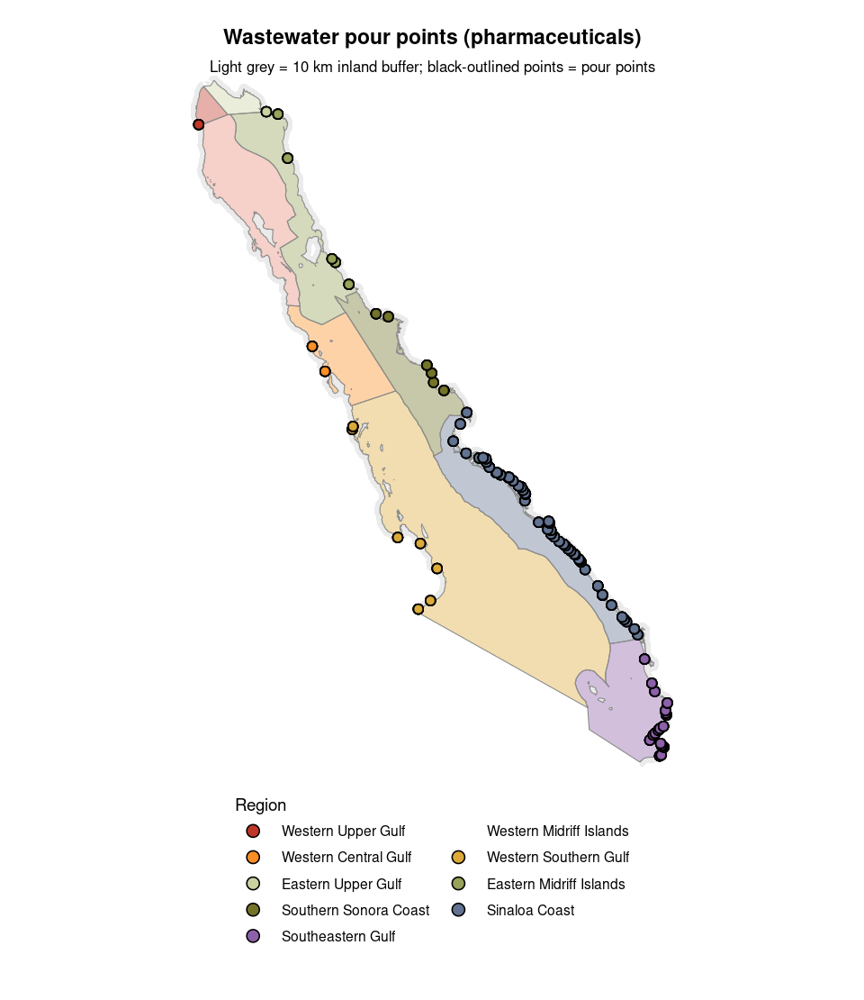 Wastewater pour points (pharmaceuticals)
Light grey = 10 km inland buffer; black-outlined points = pour points
Region
Western Upper Gulf
Western Midriff Islands
Western Central Gulf
Western Southern Gulf
Eastern Upper Gulf
Eastern Midriff Islands
Southern Sonora Coast
Sinaloa Coast
Southeastern Gulf